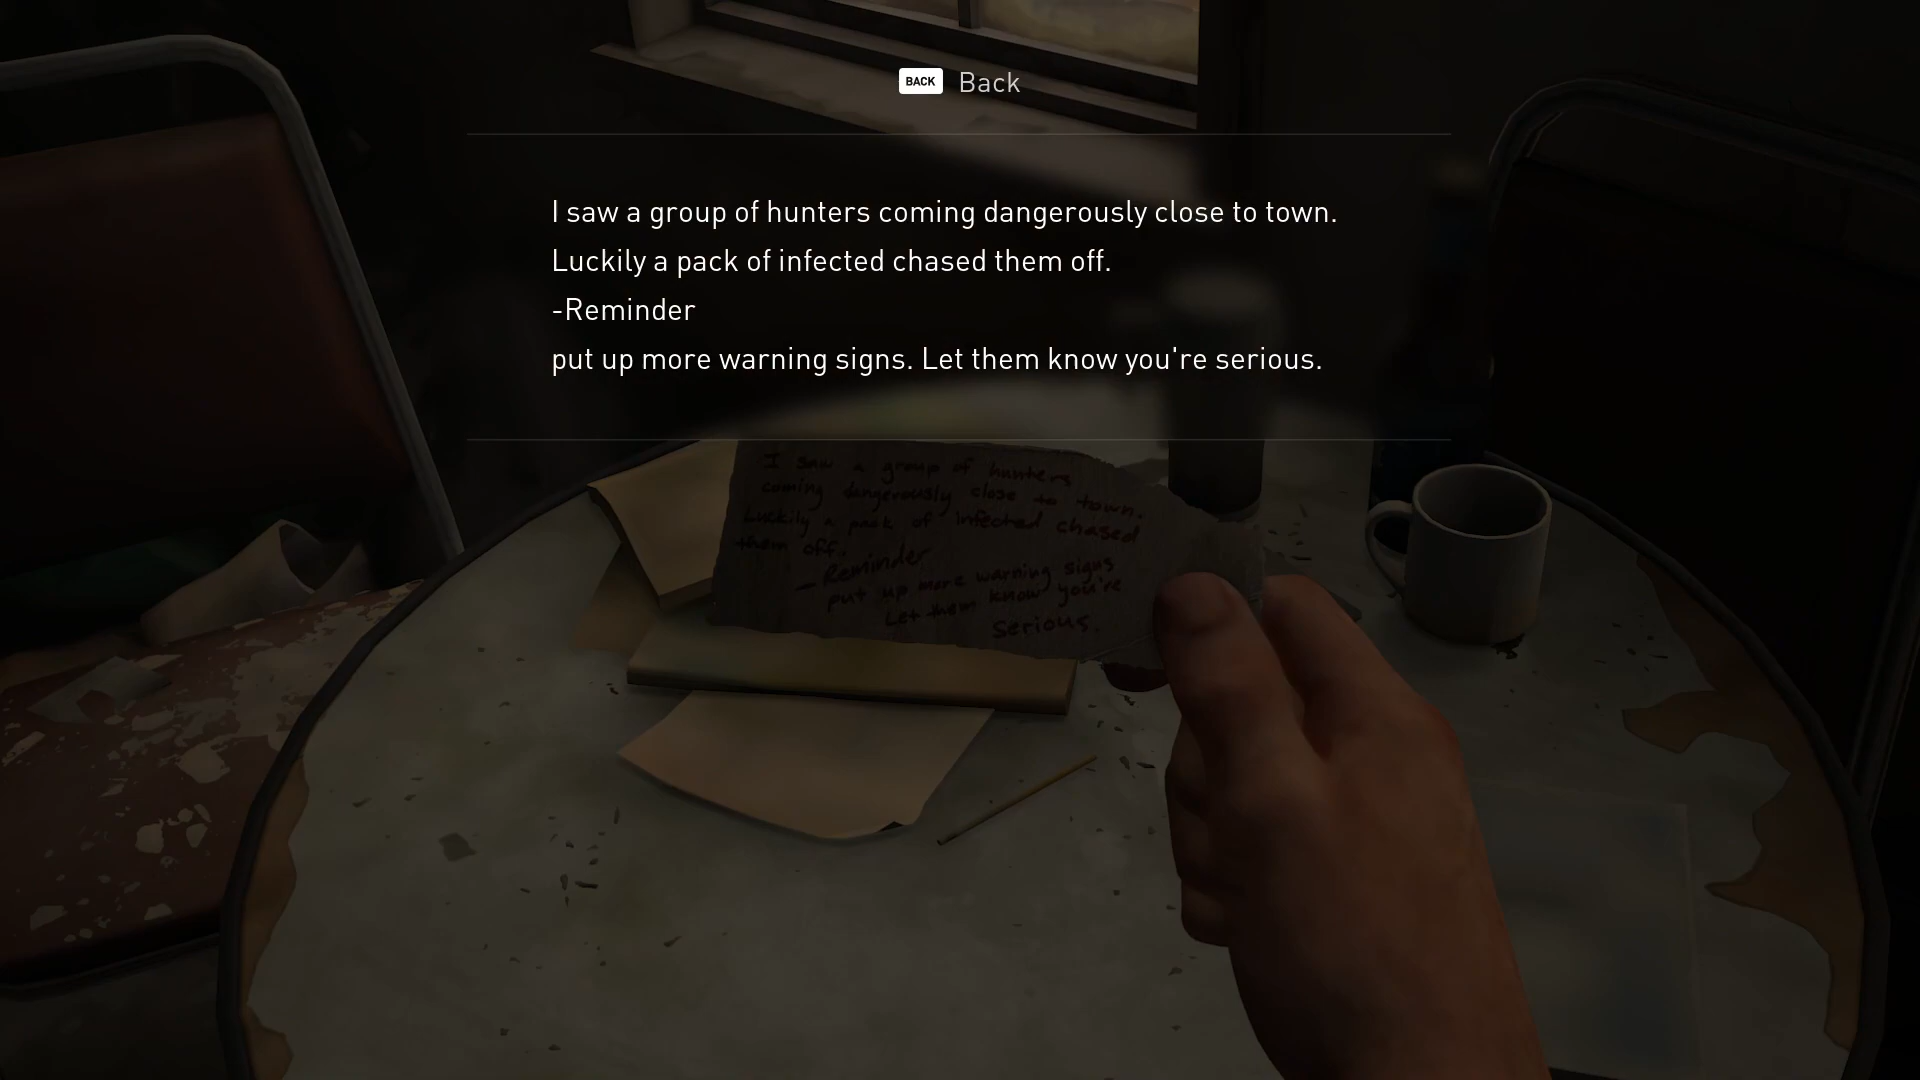 BACK Back
I saw a group of hunters coming dangerously close to town.
Luckily a pack of infected chased them off.
-Reminder
put up more warning signs. Let them know you're serious.
I saw a group of hunters
coming dangerously close to town.
Luckily a pack of infected chased
them off.
— Reminder
put up more warning signs
Let them know you're
serious.